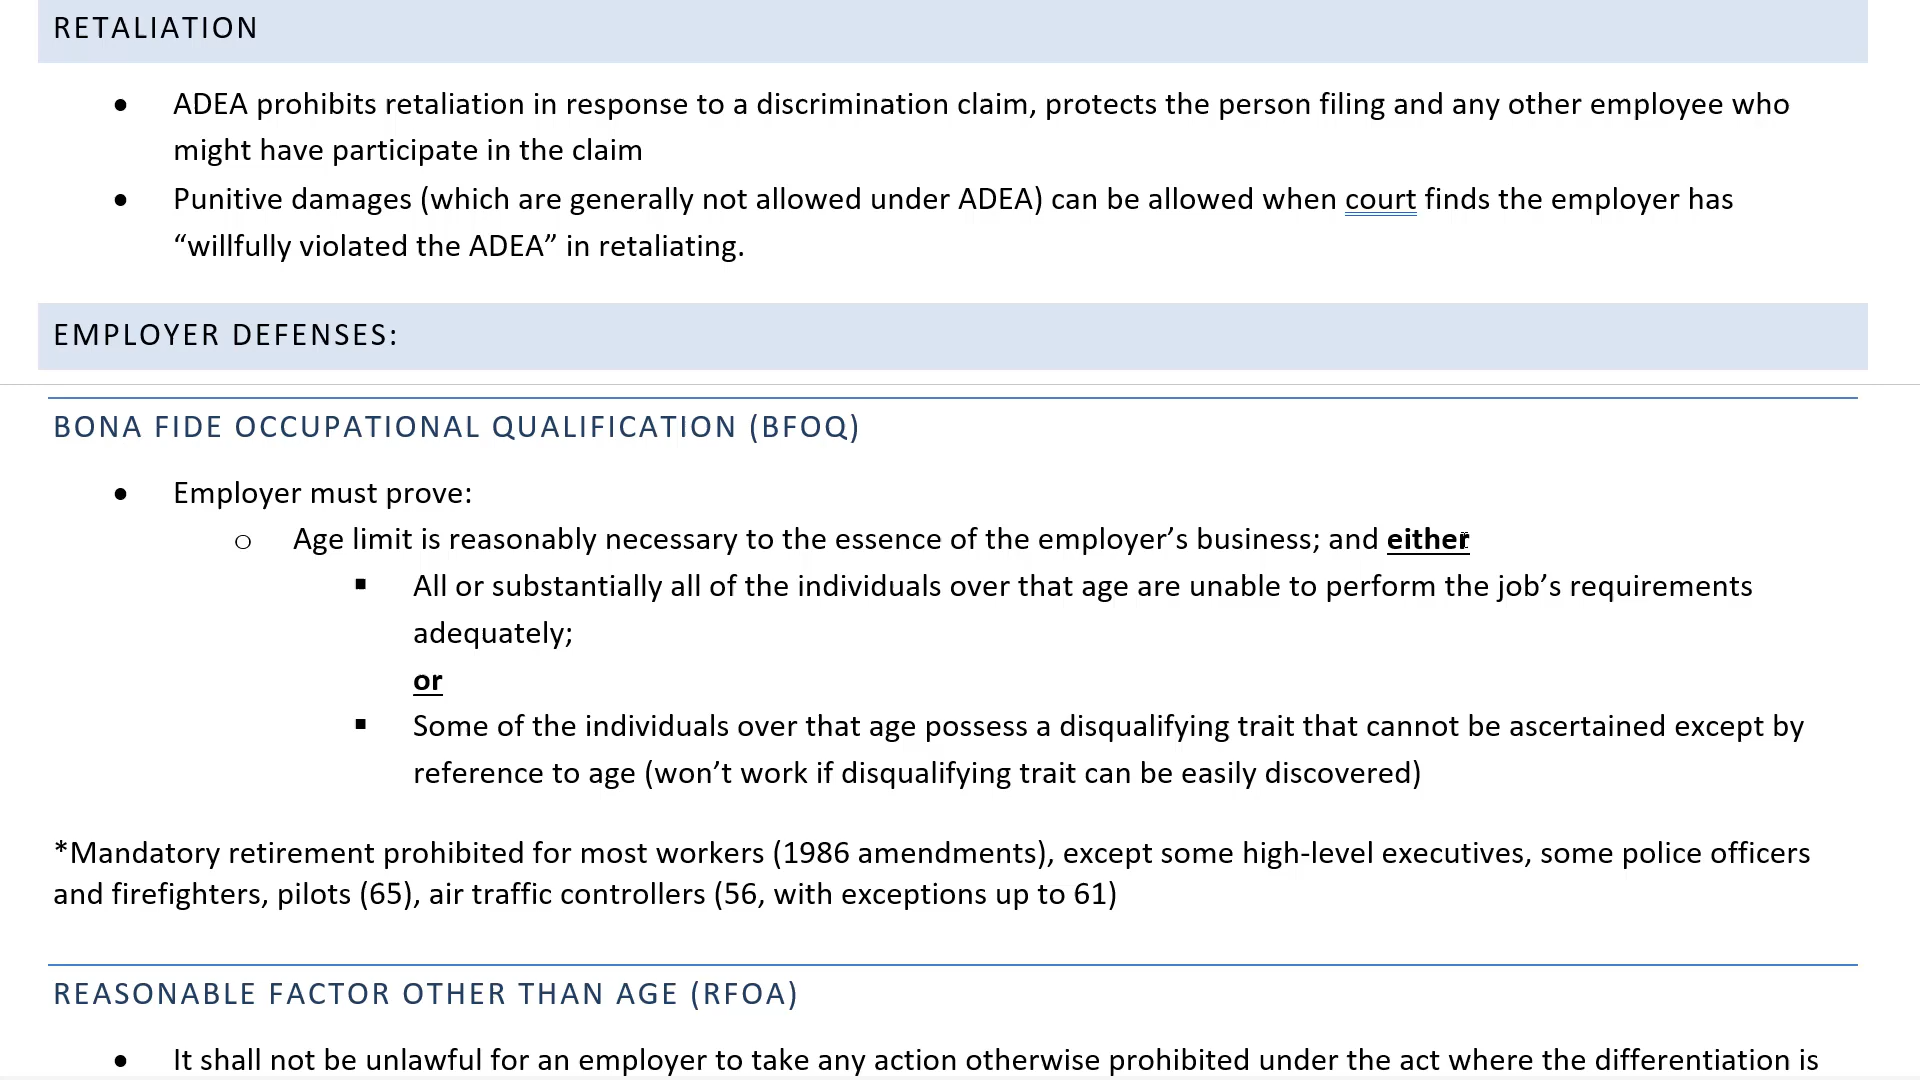 RETALIATION
• ADEA prohibits retaliation in response to a discrimination claim, protects the person filing and any other employee who
might have participate in the claim
• Punitive damages (which are generally not allowed under ADEA) can be allowed when court finds the employer has
“willfully violated the ADEA” in retaliating.
EMPLOYER DEFENSES:
BONA FIDE OCCUPATIONAL QUALIFICATION (BFOQ)
• Employer must prove:
o Age limit is reasonably necessary to the essence of the employer’s business; and either
▪ All or substantially all of the individuals over that age are unable to perform the job’s requirements
adequately;
or
▪ Some of the individuals over that age possess a disqualifying trait that cannot be ascertained except by
reference to age (won’t work if disqualifying trait can be easily discovered)
*Mandatory retirement prohibited for most workers (1986 amendments), except some high-level executives, some police officers
and firefighters, pilots (65), air traffic controllers (56, with exceptions up to 61)
REASONABLE FACTOR OTHER THAN AGE (RFOA)
• It shall not be unlawful for an employer to take any action otherwise prohibited under the act where the differentiation is